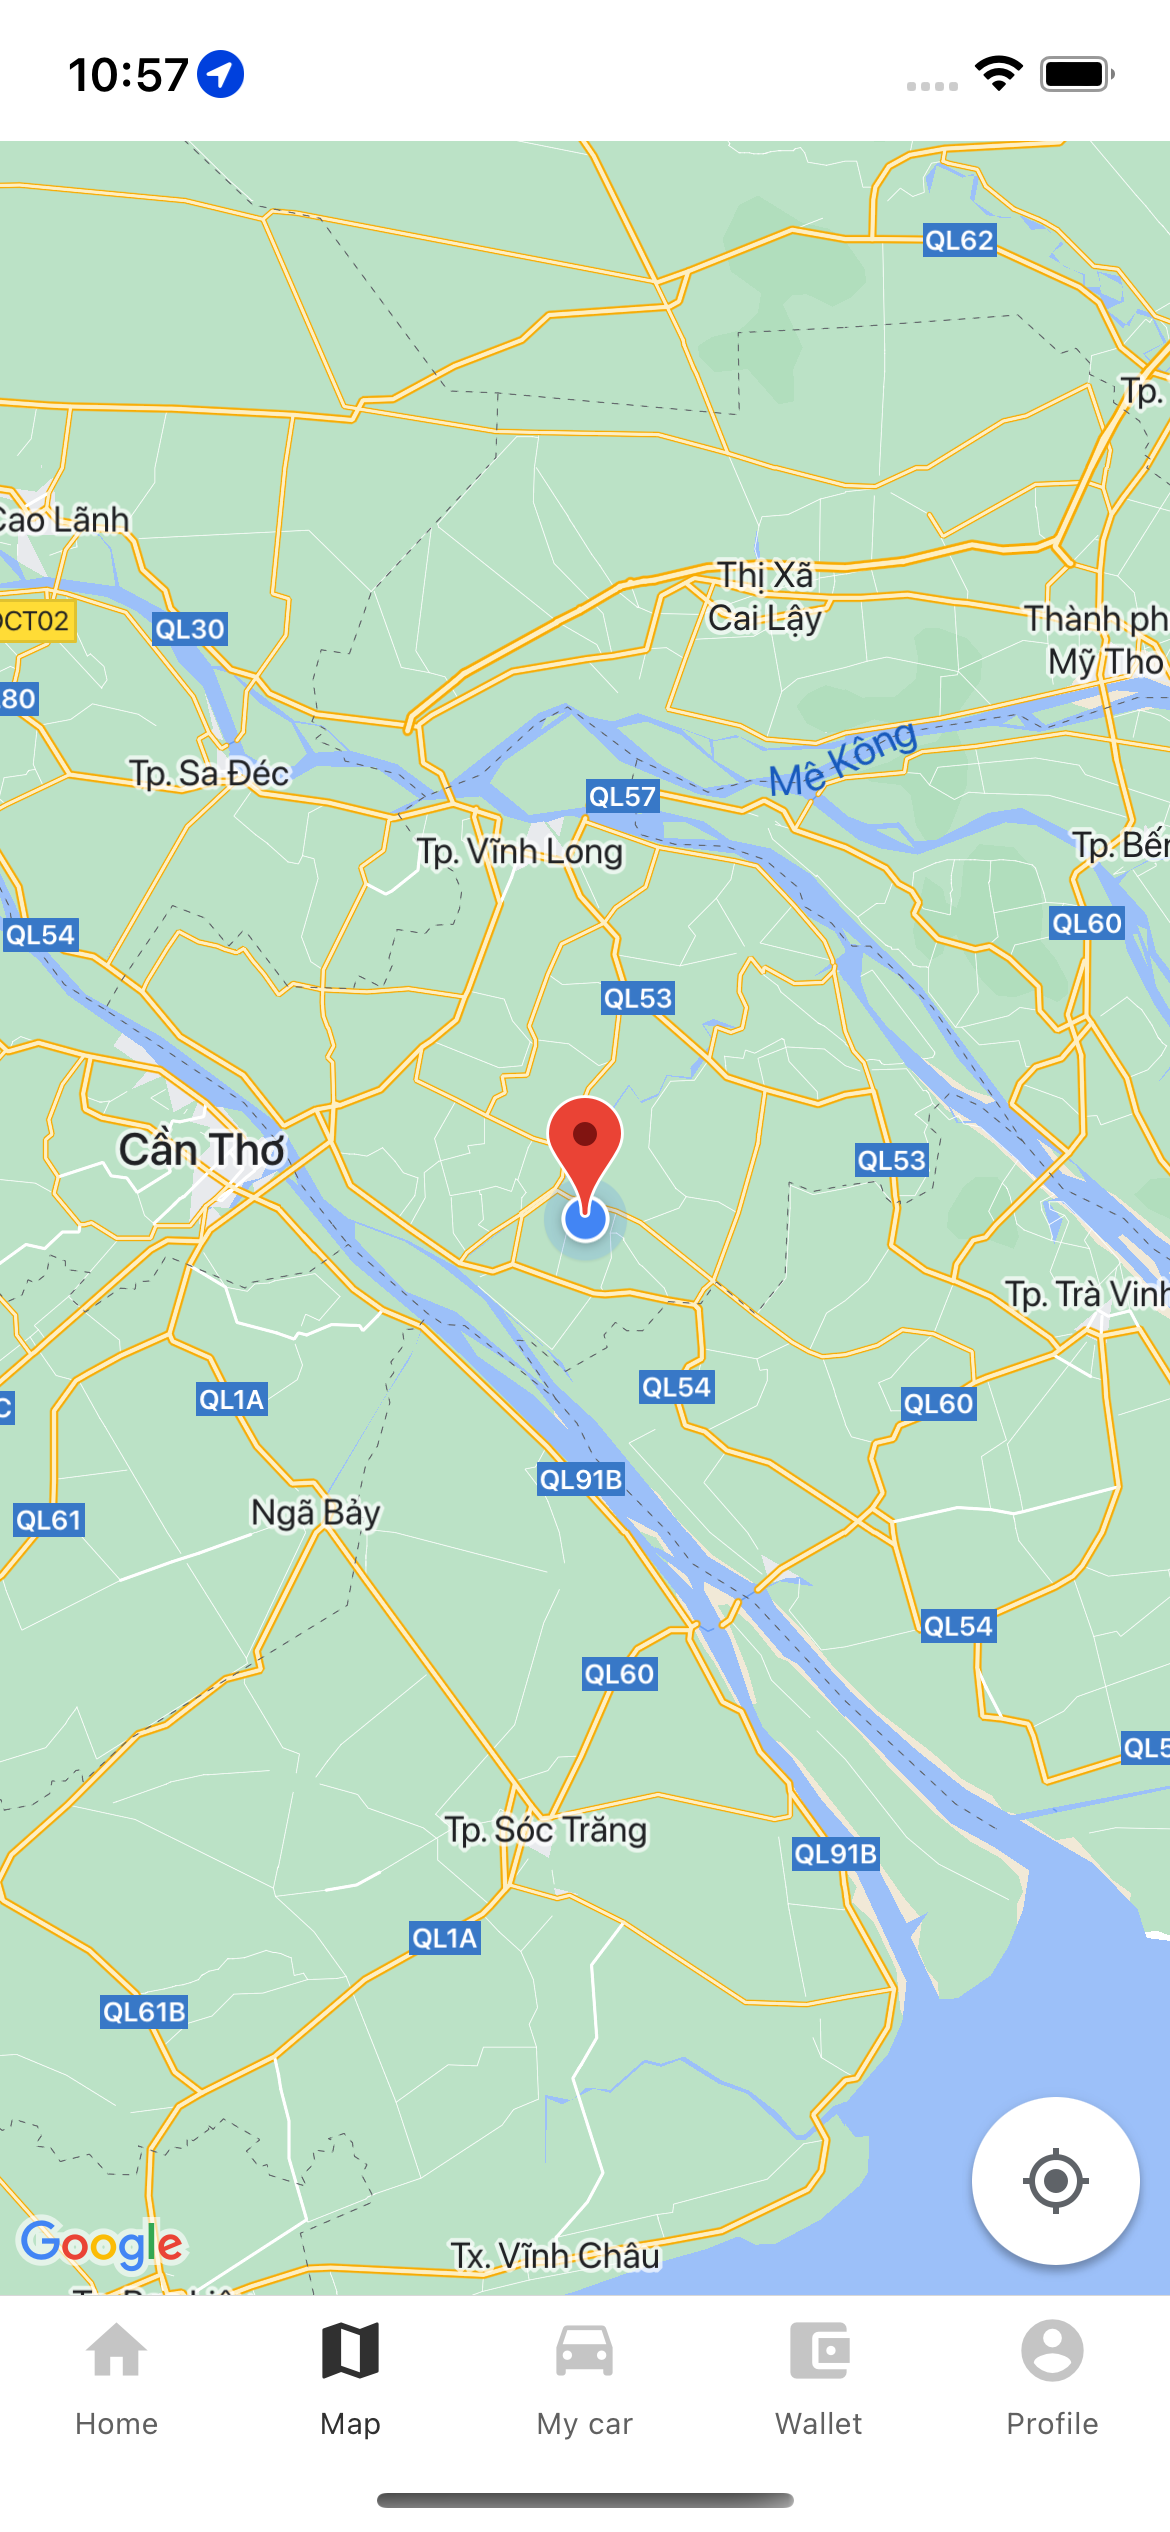 10:57
QL62
Tp.
Cao Lãnh
Thị Xã
Cai Lậy
QL30
Thành ph
Mỹ Tho
Mê Kông
Tp. Sa Đéc
QL57
Tp. Vĩnh Long
Tp. Bến
QL54
QL60
QL53
Cần Thơ
QL53
Tp. Trà Vinh
QL54
QL1A
QL60
QL91B
Ngã Bảy
QL61
QL54
QL60
Tp. Sóc Trăng
QL91B
QL1A
QL61B
Google
Tx. Vĩnh Châu
Home
Map
My car
Wallet
Profile